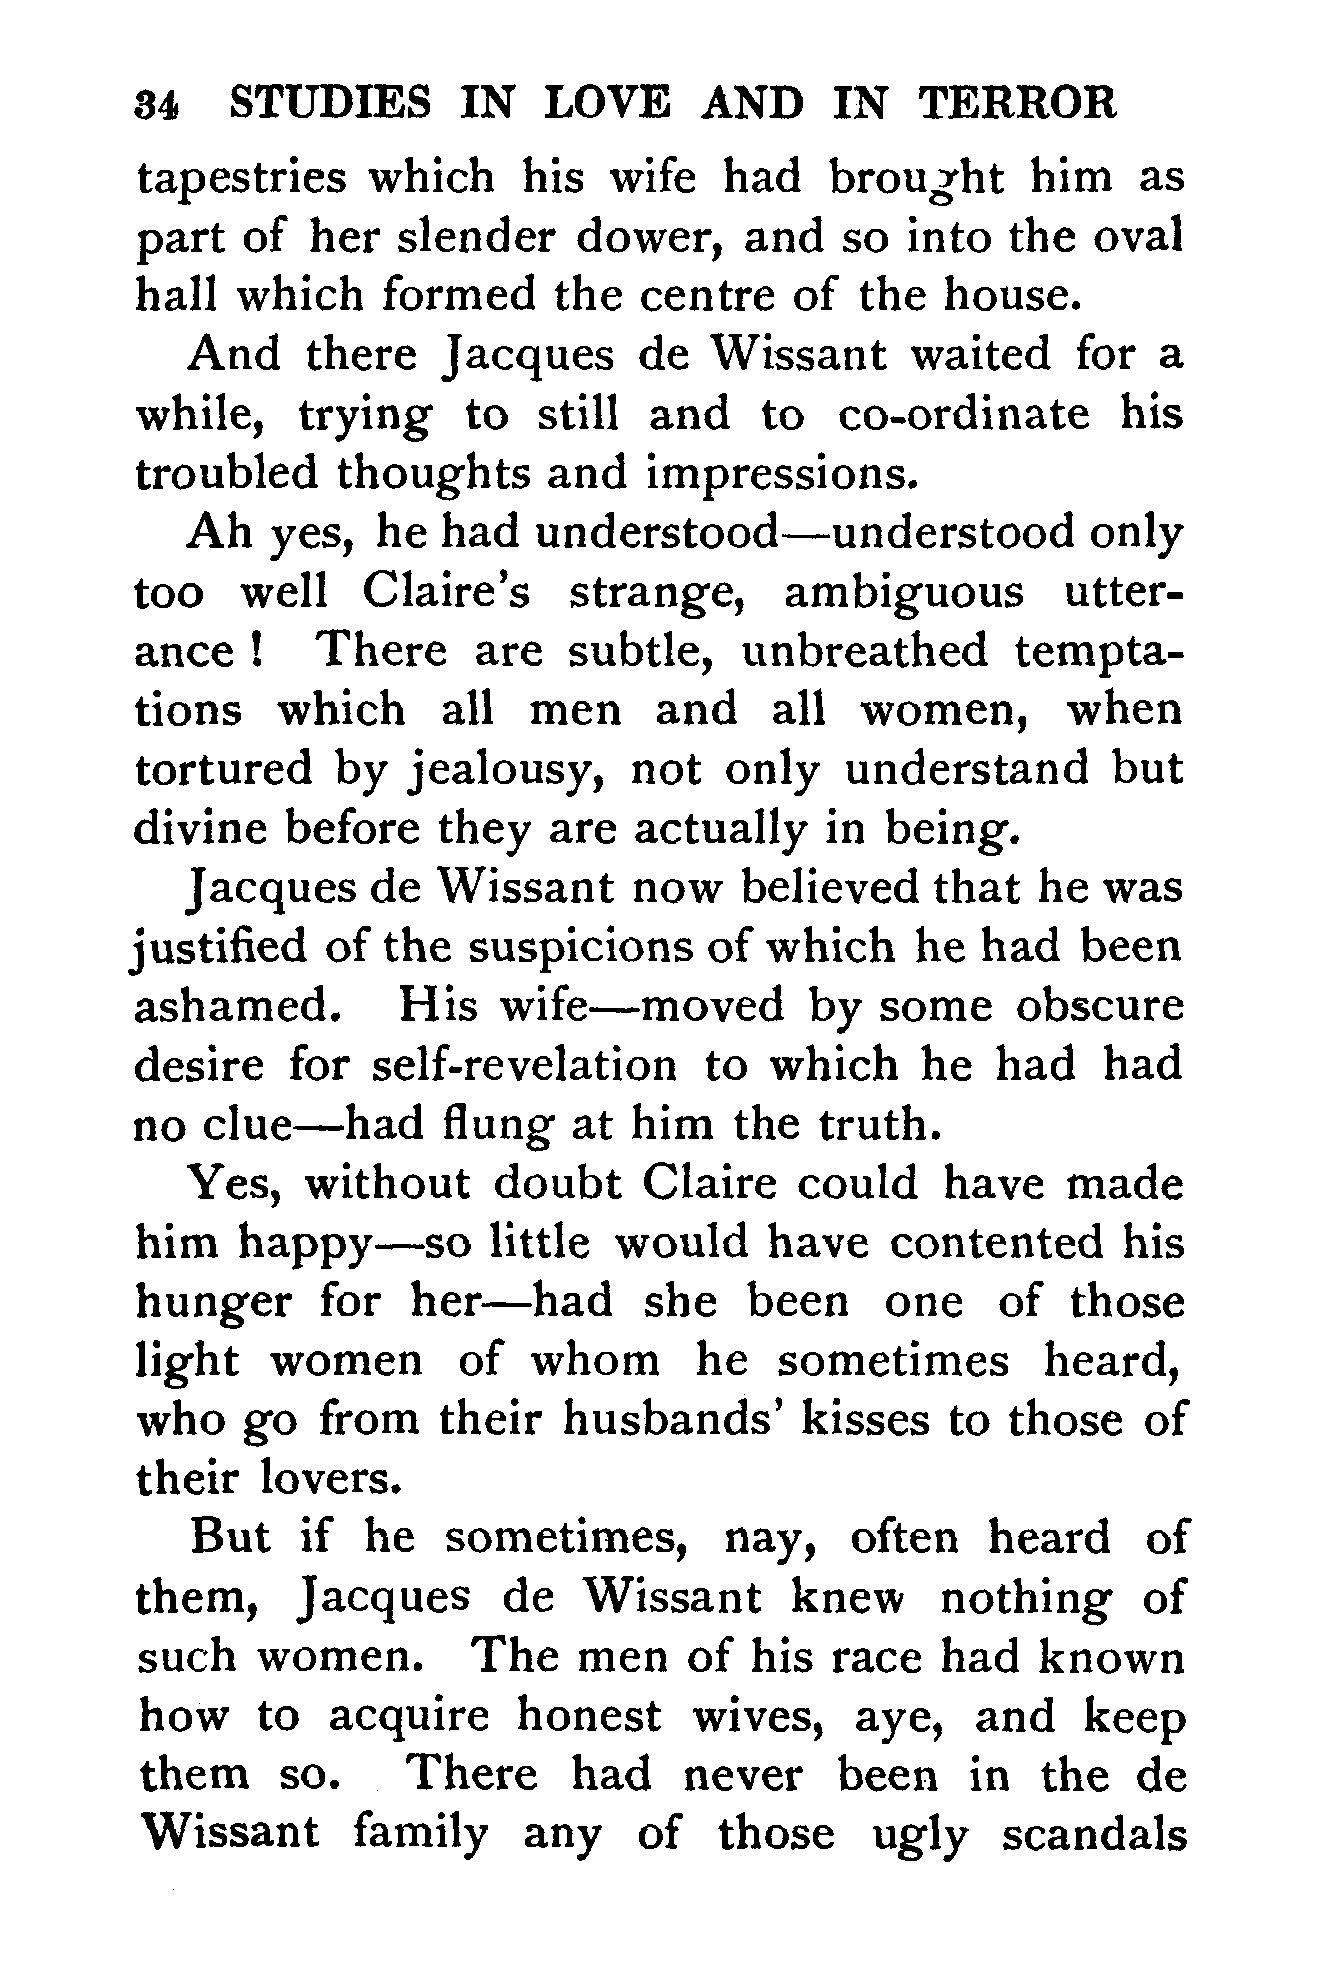 34 STUDIES IN LOVE AND IN TERROR
tapestries which his wife had brought him as
part of her slender dower, and so into the oval
hall which formed the centre of the house.
And there Jacques de Wissant waited for a
while, trying to still and to co-ordinate his
troubled thoughts and impressions.
Ah yes, he had understood—understood only
too well Claire's strange, ambiguous utter-
ance ! There are subtle, unbreathed tempta-
tions which all men and all women, when
tortured by jealousy, not only understand but
divine before they are actually in being.
Jacques de Wissant now believed that he was
justified of the suspicions of which he had been
ashamed. His wife—moved by some obscure
desire for self-revelation to which he had had
no clue—had flung at him the truth.
Yes, without doubt Claire could have made
him happy—so little would have contented his
hunger for her—had she been one of those
light women of whom he sometimes heard,
who go from their husbands' kisses to those of
their lovers.
But if he sometimes, nay, often heard of
them, Jacques de Wissant knew nothing of
such women. The men of his race had known
how to acquire honest wives, aye, and keep
them so. There had never been in the de
Wissant family any of those ugly scandals